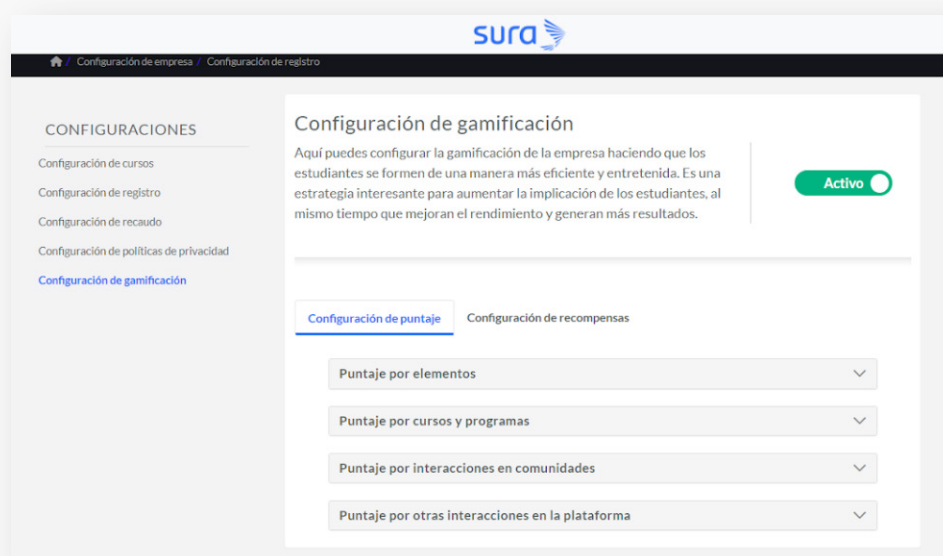 sura
/ Configuración de empresa / Configuración de registro
CONFIGURACIONES
Configuración de cursos
Configuración de registro
Configuración de recaudo
Configuración de políticas de privacidad
Configuración de gamificación
Configuración de gamificación
Aquí puedes configurar la gamificación de la empresa haciendo que los
estudiantes se formen de una manera más eficiente y entretenida. Es una
estrategia interesante para aumentar la implicación de los estudiantes, al
mismo tiempo que mejoran el rendimiento y generan más resultados.
Activo
Configuración de puntaje
Configuración de recompensas
Puntaje por elementos
Puntaje por cursos y programas
Puntaje por interacciones en comunidades
Puntaje por otras interacciones en la plataforma